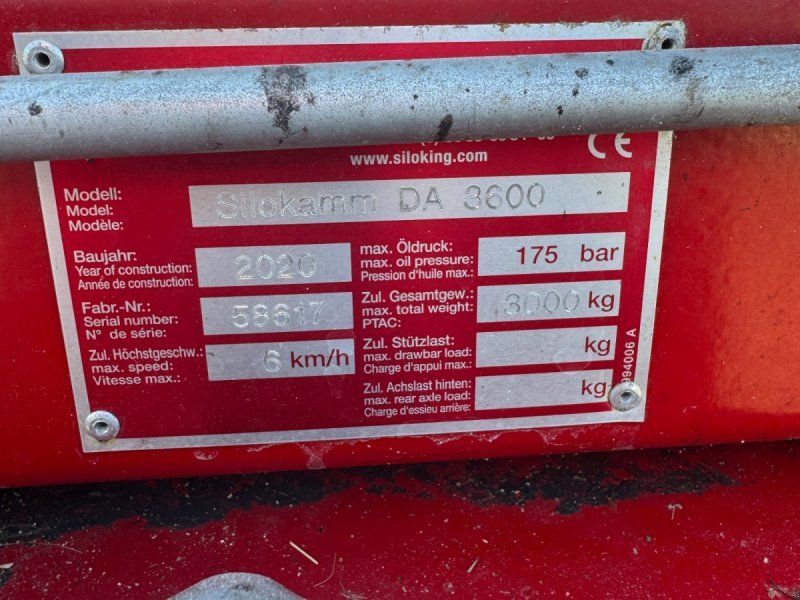 www.siloking.com
CE
Modell:
Model:
Modèle:
Silokamm DA 3600
Baujahr:
Year of construction:
Année de construction:
2020
Fabr.-Nr.:
Serial number:
N° de série:
58617
Zul. Höchstgeschw.:
max. speed:
Vitesse max.:
6 km/h
max. Öldruck:
max. oil pressure:
Pression d'huile max.:
175 bar
Zul. Gesamtgew.:
max. total weight:
PTAC:
3000 kg
Zul. Stützlast:
max. drawbar load:
Charge d'appui max.:
kg
Zul. Achslast hinten:
max. rear axle load:
Charge d'essieu arrière:
kg
994006 A